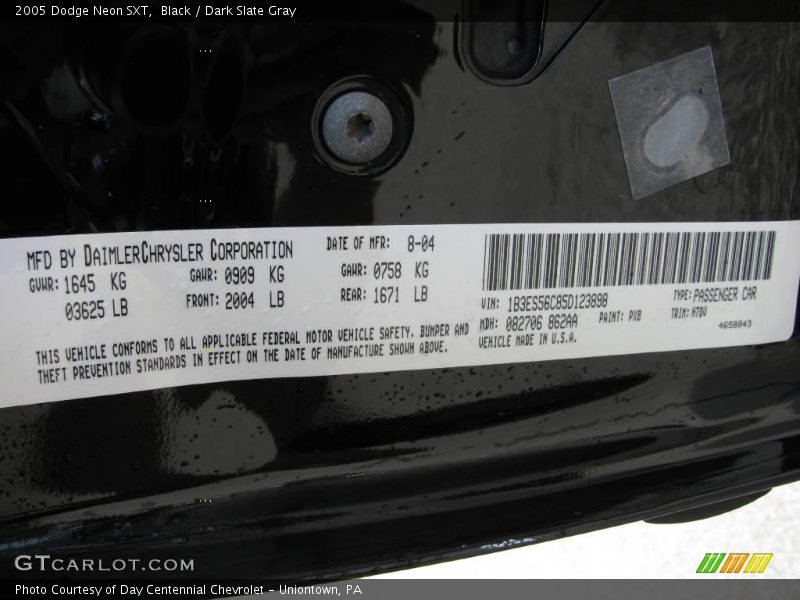 2005 Dodge Neon SXT, Black / Dark Slate Gray
MFD BY DAIMLERCHRYSLER CORPORATION DATE OF MFR: 8-04
GVWR: 1645 KG GAWR: 0909 KG GAWR: 0758 KG
03625 LB FRONT: 2004 LB REAR: 1671 LB
VIN: 1B3ES56C85D123898 TYPE: PASSENGER CAR
MDH: 082706 862AA PAINT: PX8 TRIM: H7DV
VEHICLE MADE IN U.S.A. 4658843
THIS VEHICLE CONFORMS TO ALL APPLICABLE FEDERAL MOTOR VEHICLE SAFETY, BUMPER AND
THEFT PREVENTION STANDARDS IN EFFECT ON THE DATE OF MANUFACTURE SHOWN ABOVE.
GTCARLOT.COM
Photo Courtesy of Day Centennial Chevrolet - Uniontown, PA